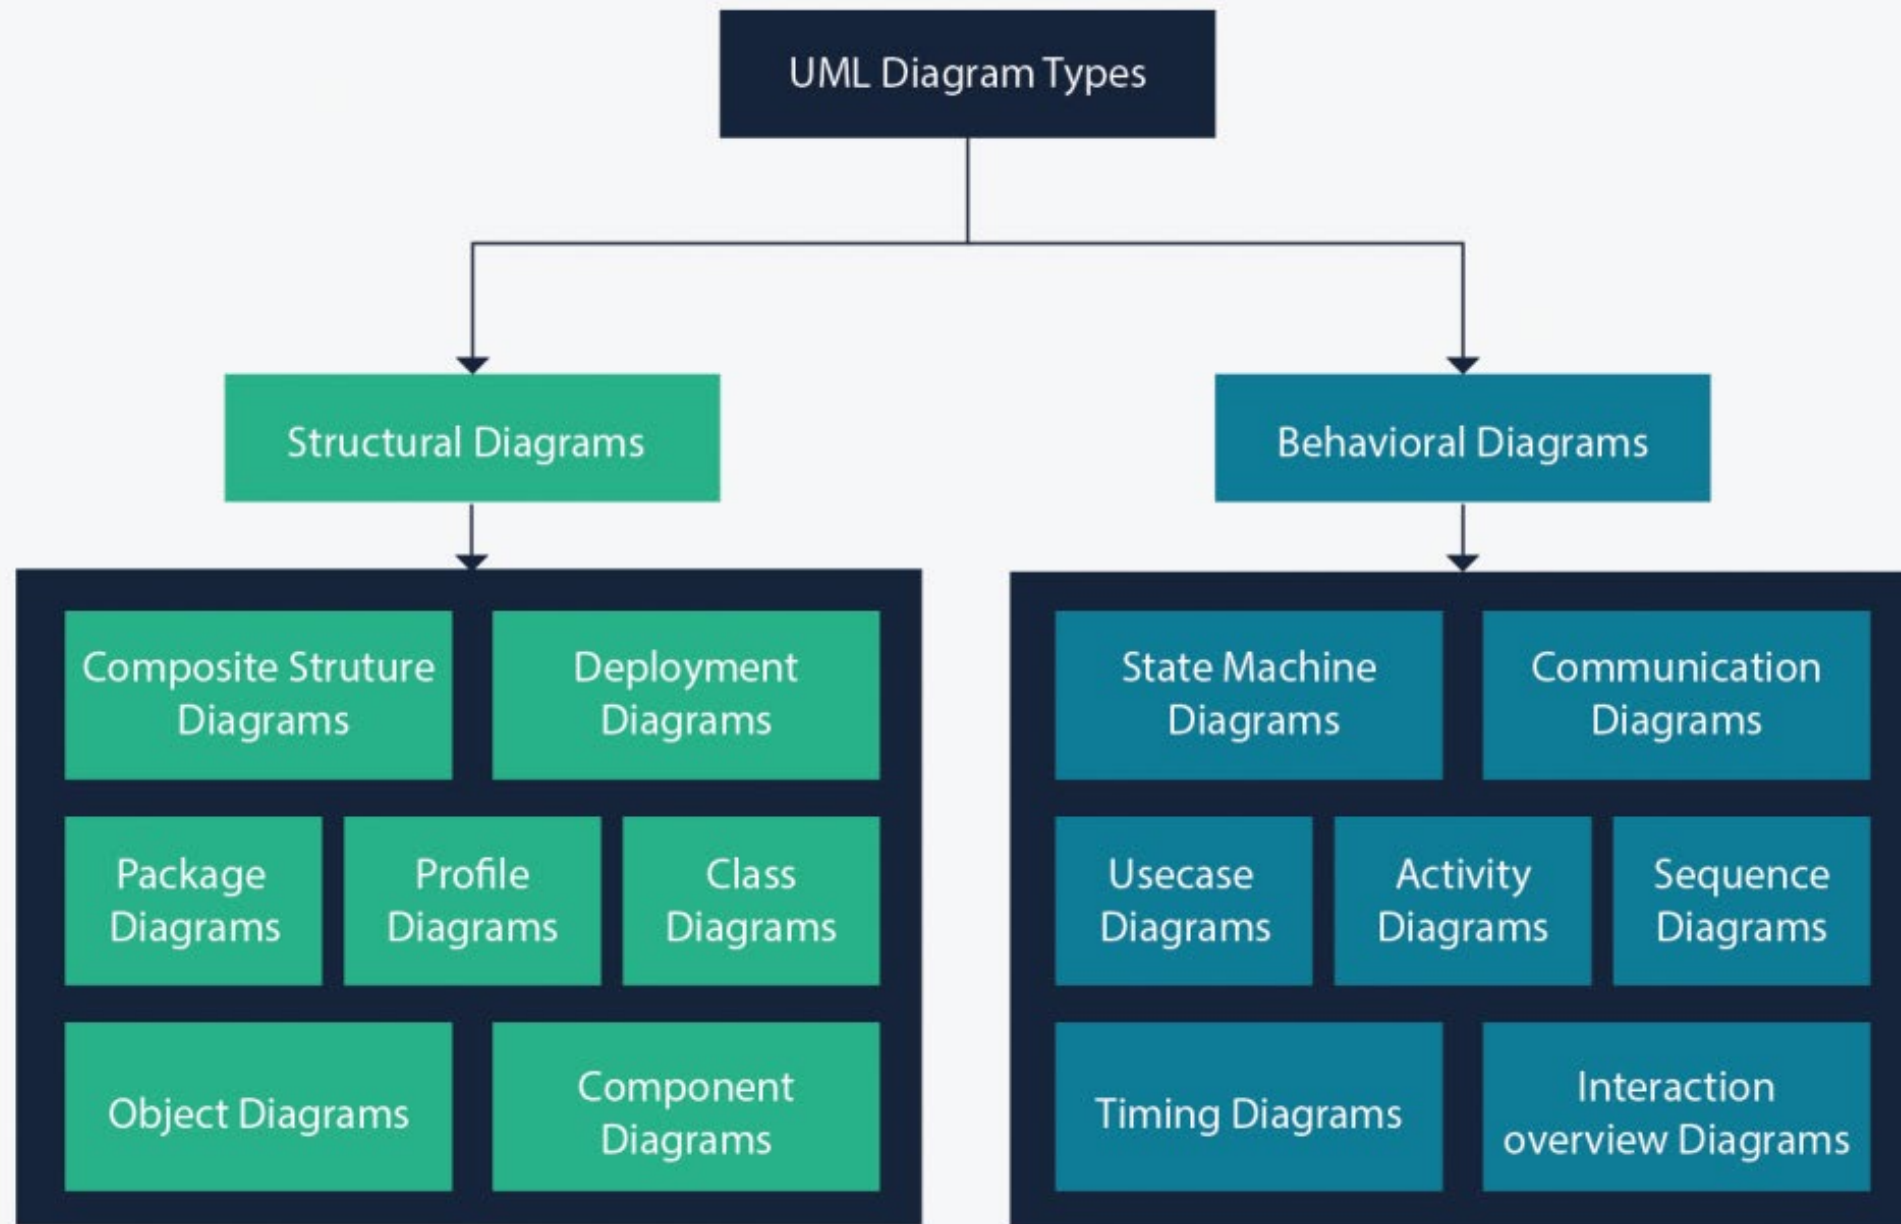 UML Diagram Types
Structural Diagrams
Behavioral Diagrams
Composite Struture
Diagrams
Deployment
Diagrams
Package
Diagrams
Profile
Diagrams
Class
Diagrams
Object Diagrams
Component
Diagrams
State Machine
Diagrams
Communication
Diagrams
Usecase
Diagrams
Activity
Diagrams
Sequence
Diagrams
Timing Diagrams
Interaction
overview Diagrams